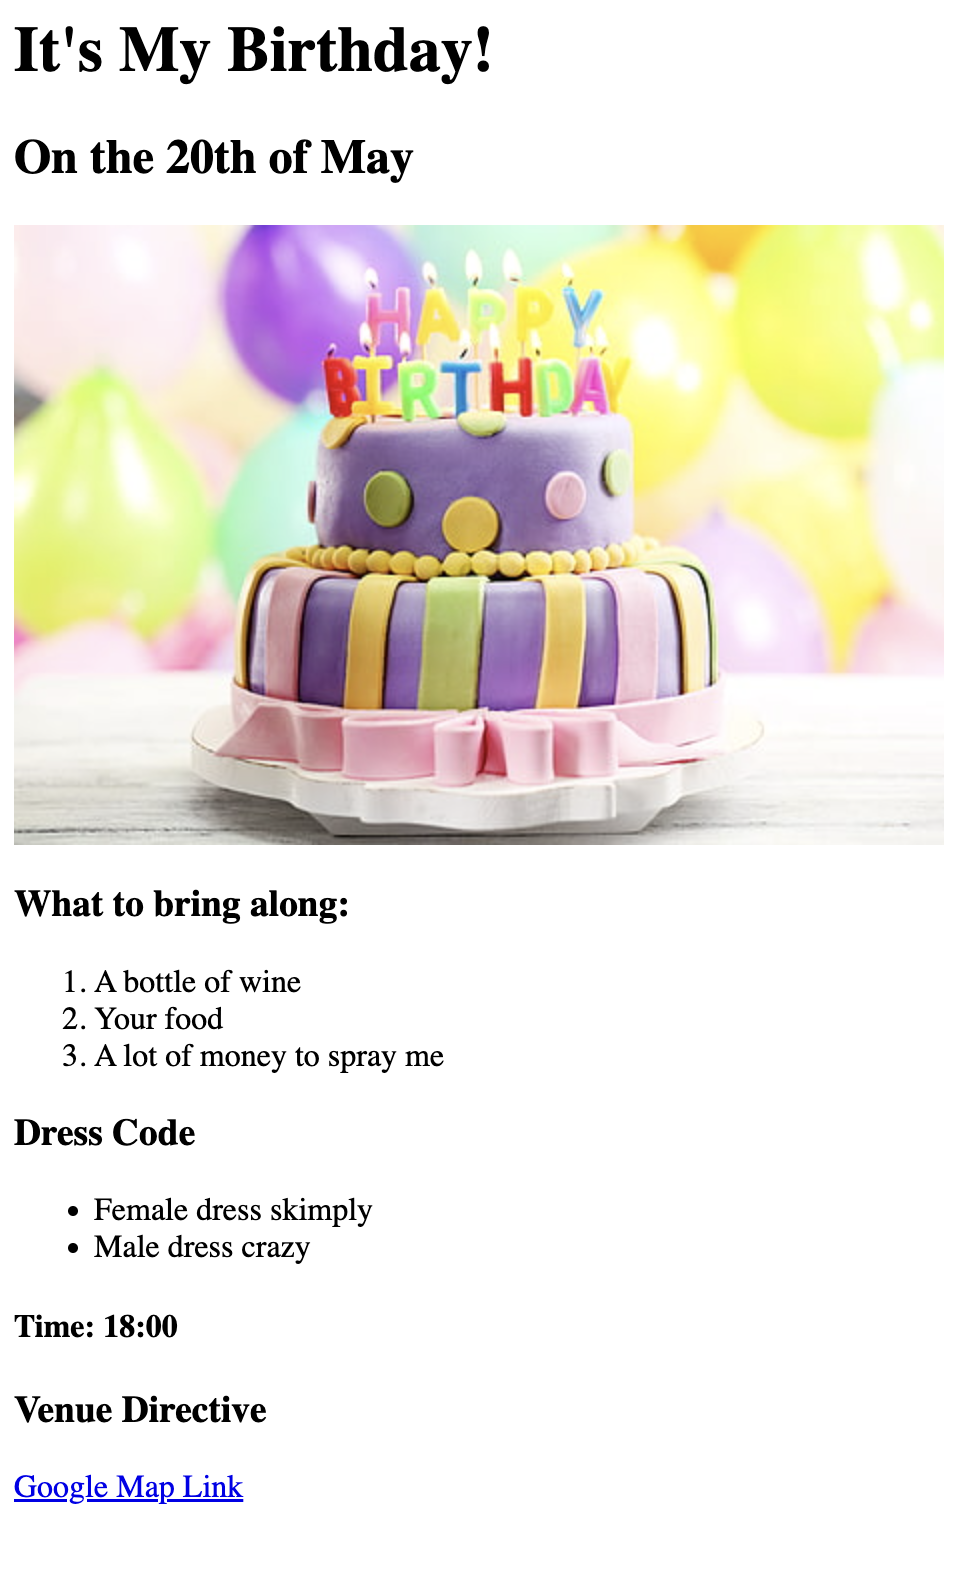 It's My Birthday!
On the 20th of May
HAPPY
BIRTHDAY
What to bring along:
1. A bottle of wine
2. Your food
3. A lot of money to spray me
Dress Code
• Female dress skimply
• Male dress crazy
Time: 18:00
Venue Directive
Google Map Link